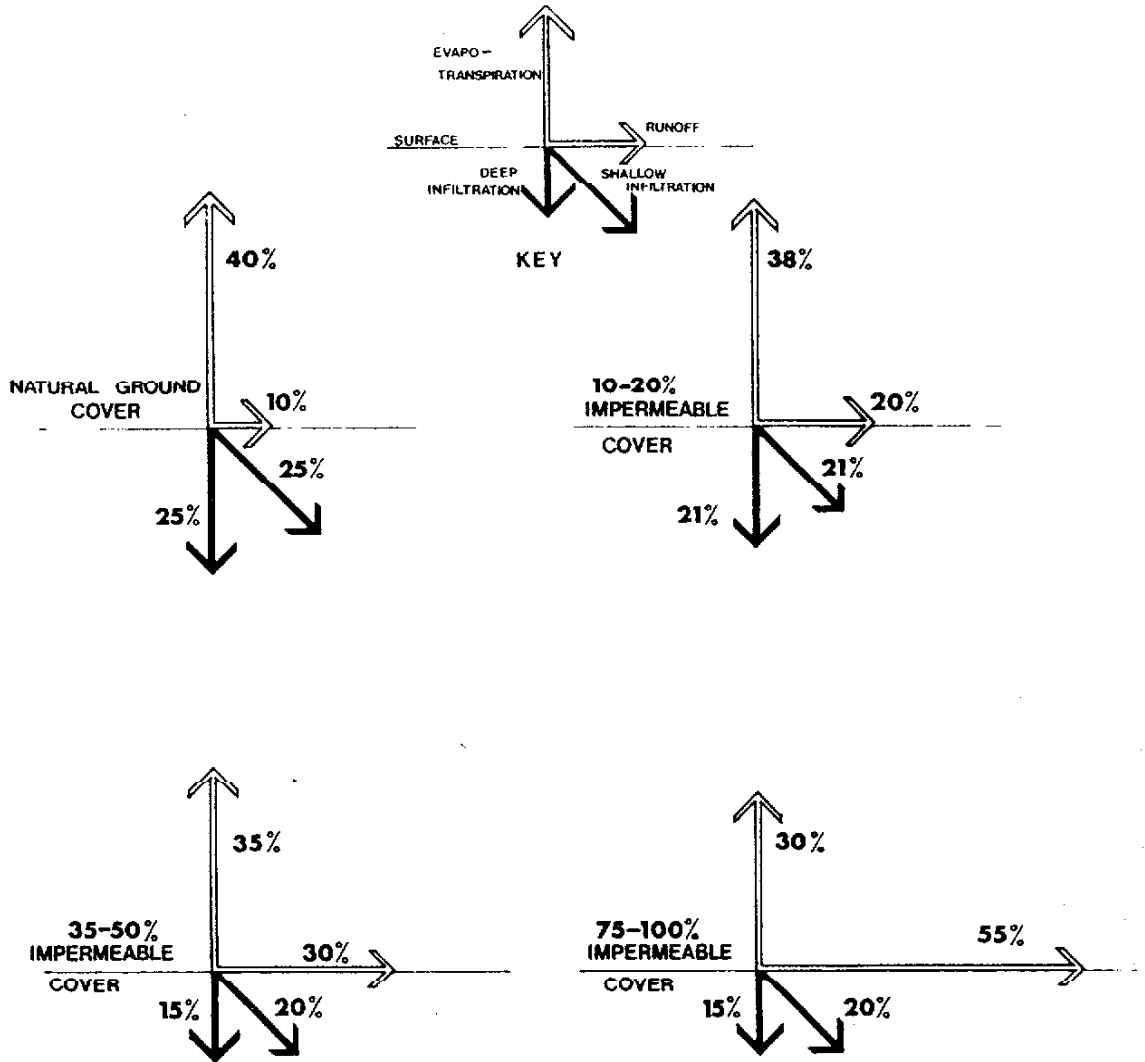 EVAPO-
TRANSPIRATION
SURFACE
RUNOFF
DEEP
INFILTRATION
SHALLOW
INFILTRATION
KEY
40%
NATURAL GROUND
COVER
10%
25%
25%
38%
10-20%
IMPERMEABLE
COVER
20%
21%
21%
35%
35-50%
IMPERMEABLE
COVER
30%
15%
20%
30%
75-100%
IMPERMEABLE
COVER
55%
15%
20%